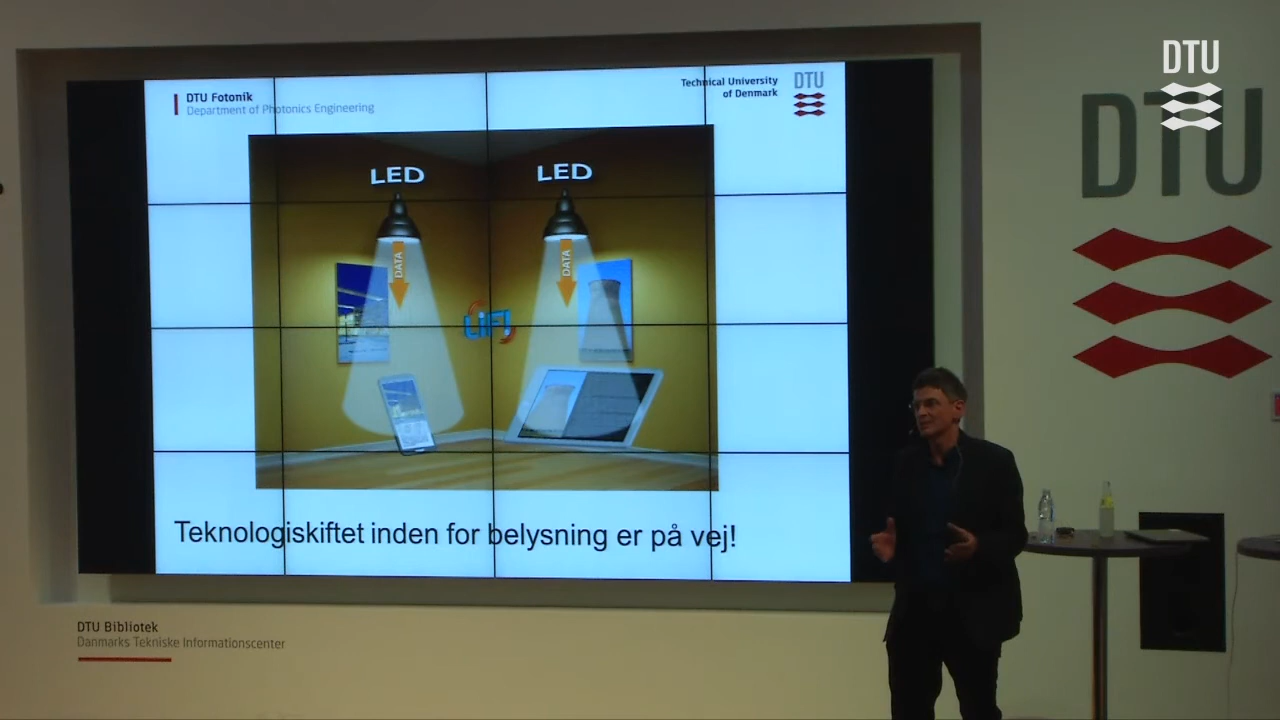 DTU Fotonik
Department of Photonics Engineering
Technical University
of Denmark
DTU
LED
LED
DATA
DATA
LiFi
Teknologiskiftet inden for belysning er på vej!
DTU Bibliotek
Danmarks Tekniske Informationscenter
DTU
DTU